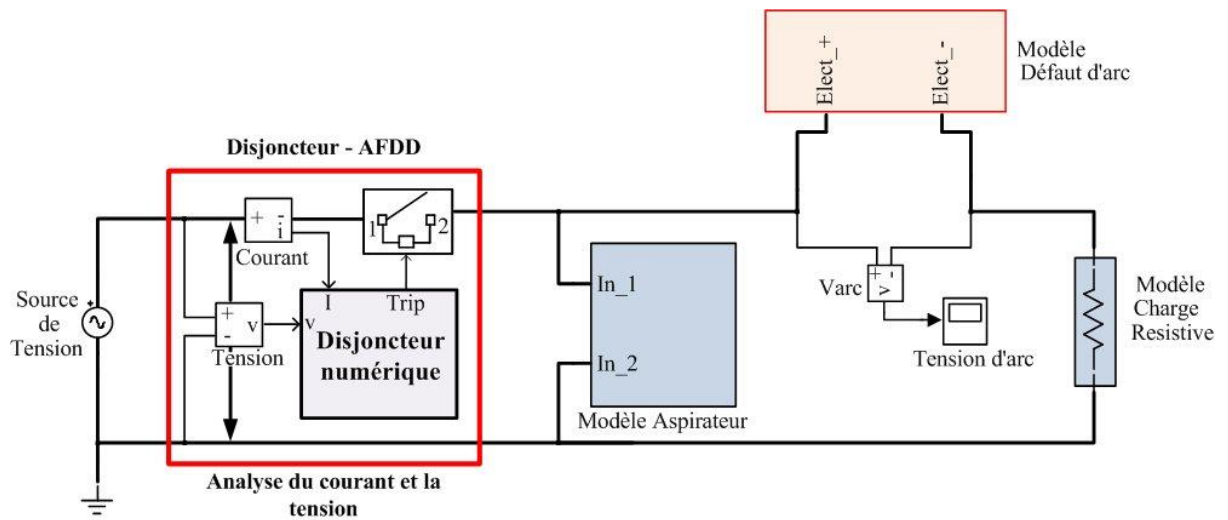 Elect_+
Elect_-
Modèle
Défaut d'arc
Disjoncteur - AFDD
+
-
i
1
2
Courant
Source
de
Tension
+
+
-
v
Tension
I
Trip
v
Disjoncteur
numérique
In_1
In_2
Modèle Aspirateur
Varc
+
-
v
Tension d'arc
Modèle
Charge
Resistive
Analyse du courant et la
tension